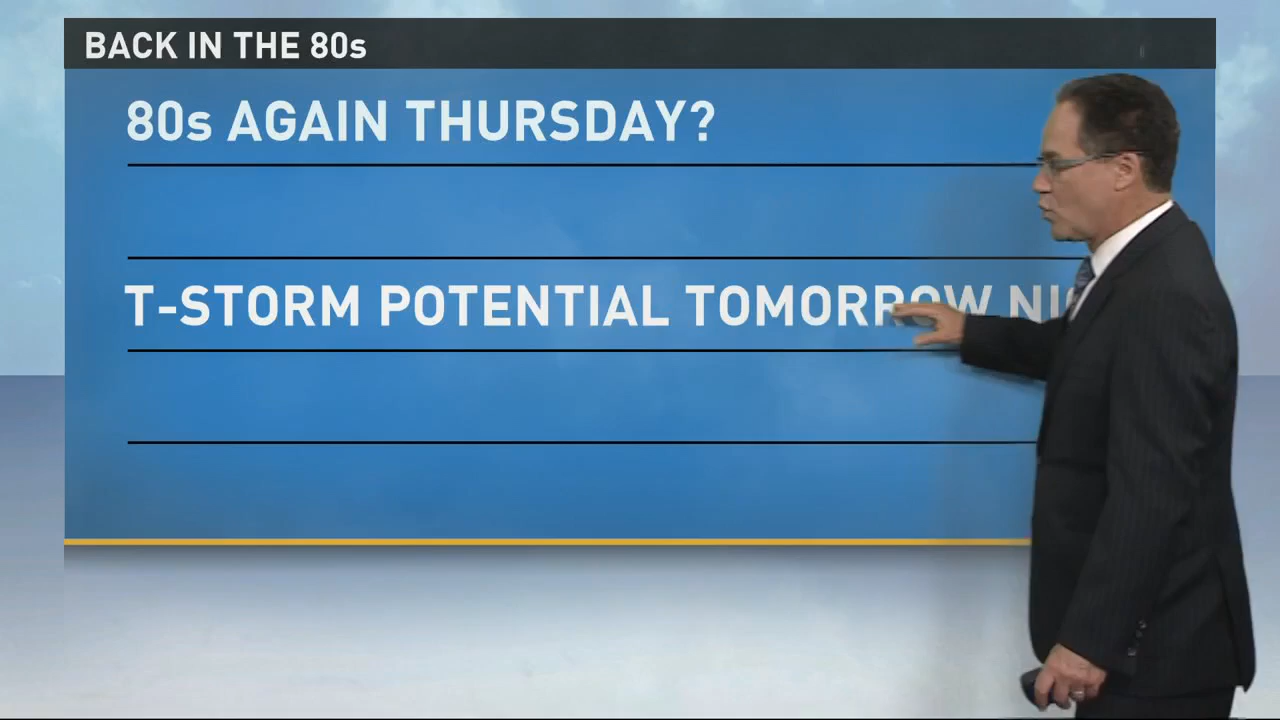 BACK IN THE 80s
80s AGAIN THURSDAY?
T-STORM POTENTIAL TOMORROW